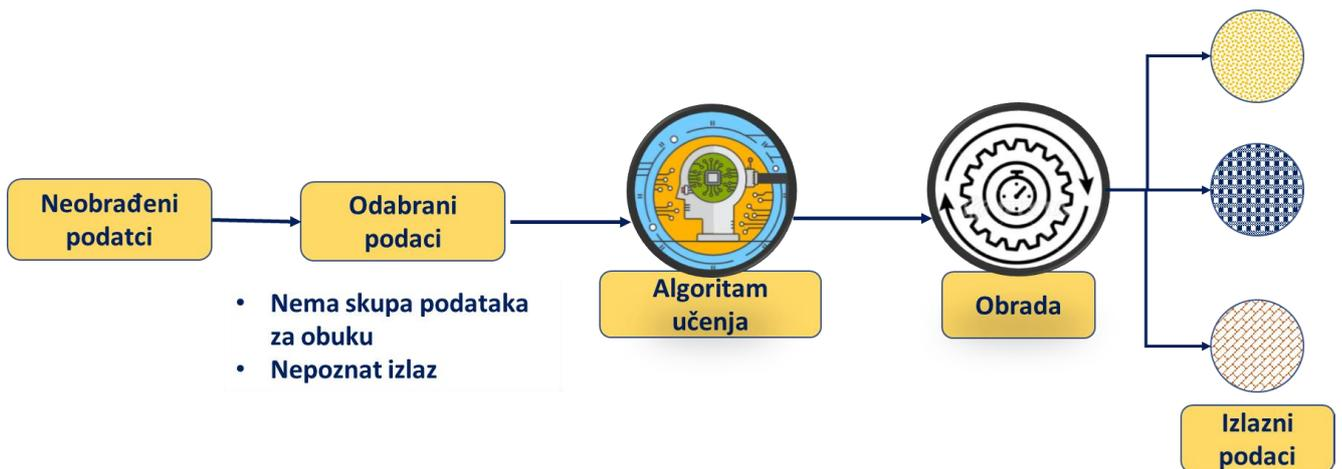 Neobrađeni
podatci
Odabrani
podaci
• Nema skupa podataka
za obuku
• Nepoznat izlaz
Algoritam
učenja
Obrada
Izlazni
podaci